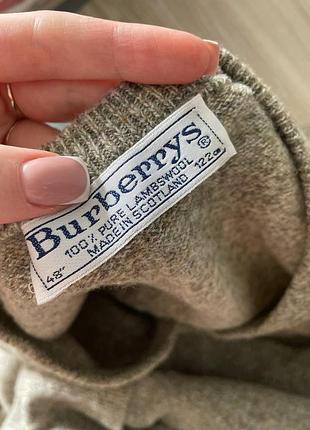 Burberrys®
100% PURE LAMBSWOOL
MADE IN SCOTLAND
48" 122cm